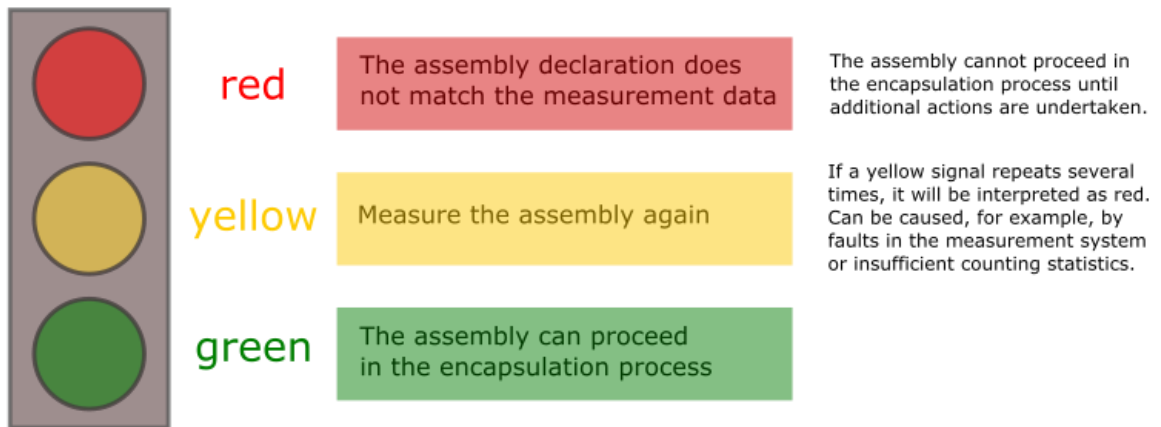 red
The assembly declaration does
not match the measurement data
The assembly cannot proceed in
the encapsulation process until
additional actions are undertaken.
yellow
Measure the assembly again
If a yellow signal repeats several
times, it will be interpreted as red.
Can be caused, for example, by
faults in the measurement system
or insufficient counting statistics.
green
The assembly can proceed
in the encapsulation process